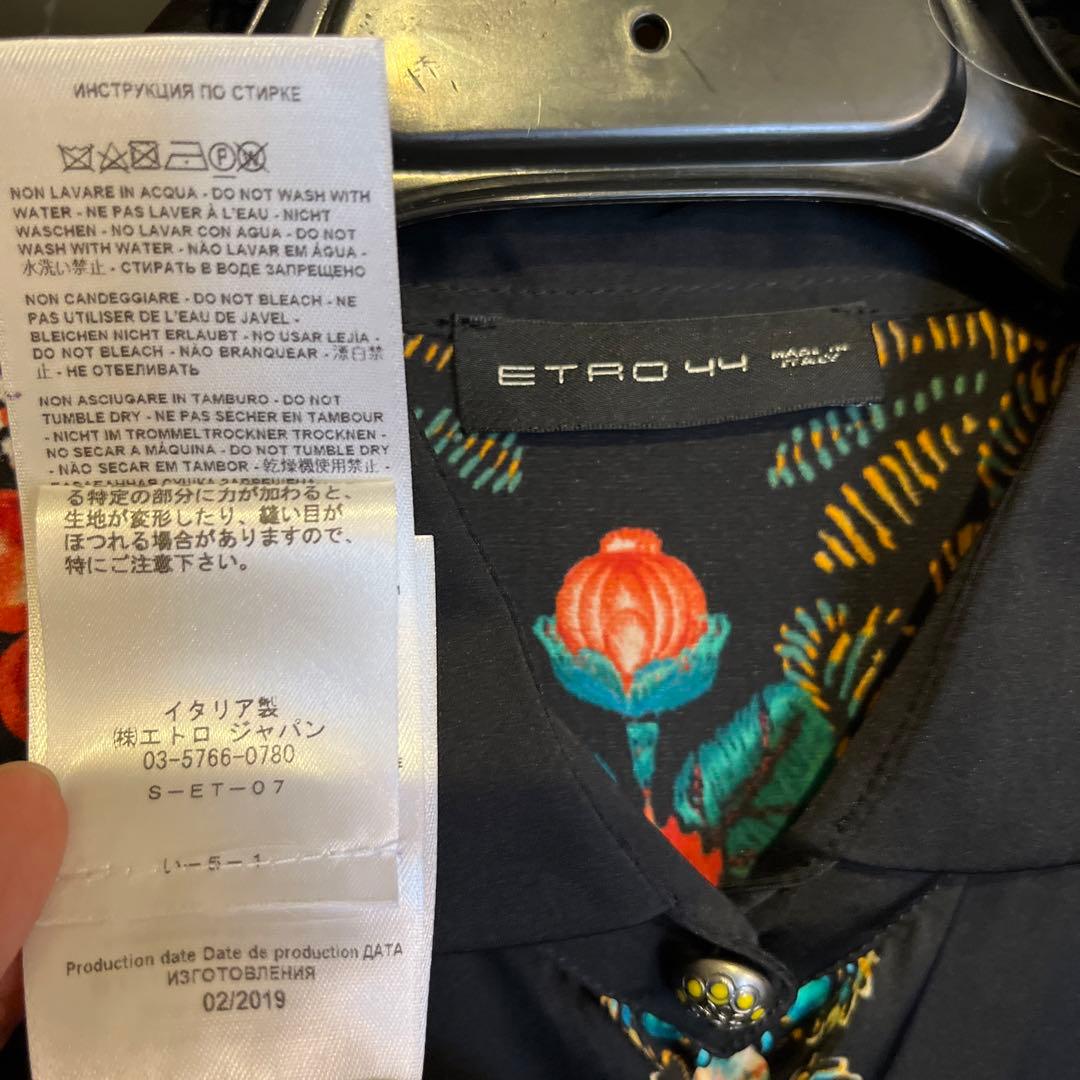 ИНСТРУКЦИЯ ПО СТИРКЕ
P
NON LAVARE IN ACQUA - DO NOT WASH WITH
WATER - NE PAS LAVER À L'EAU - NICHT
WASCHEN - NO LAVAR CON AGUA - DO NOT
WASH WITH WATER - NÃO LAVAR EM ÁGUA -
水洗い禁止 - СТИРАТЬ В ВОДЕ ЗАПРЕЩЕНО
NON CANDEGGIARE - DO NOT BLEACH - NE
PAS UTILISER DE L'EAU DE JAVEL -
BLEICHEN NICHT ERLAUBT - NO USAR LEJÍA -
DO NOT BLEACH - NÃO BRANQUEAR - 漂白禁
止 - НЕ ОТБЕЛИВАТЬ
NON ASCIUGARE IN TAMBURO - DO NOT
TUMBLE DRY - NE PAS SÉCHER EN TAMBOUR
- NICHT IM TROMMELTROCKNER TROCKNEN -
NO SECAR A MÁQUINA - DO NOT TUMBLE DRY
- NÃO SECAR EM TAMBOR - 乾燥機使用禁止 -
る特定の部分に力が加わると、
生地が変形したり、縫い目が
ほつれる場合がありますので、
特にご注意下さい。
イタリア製
㈱エトロ ジャパン
03-5766-0780
S-ET-07
い-5-1
Production date Date de production ДАТА
ИЗГОТОВЛЕНИЯ
02/2019
ETRO 44
MADE IN
ITALY